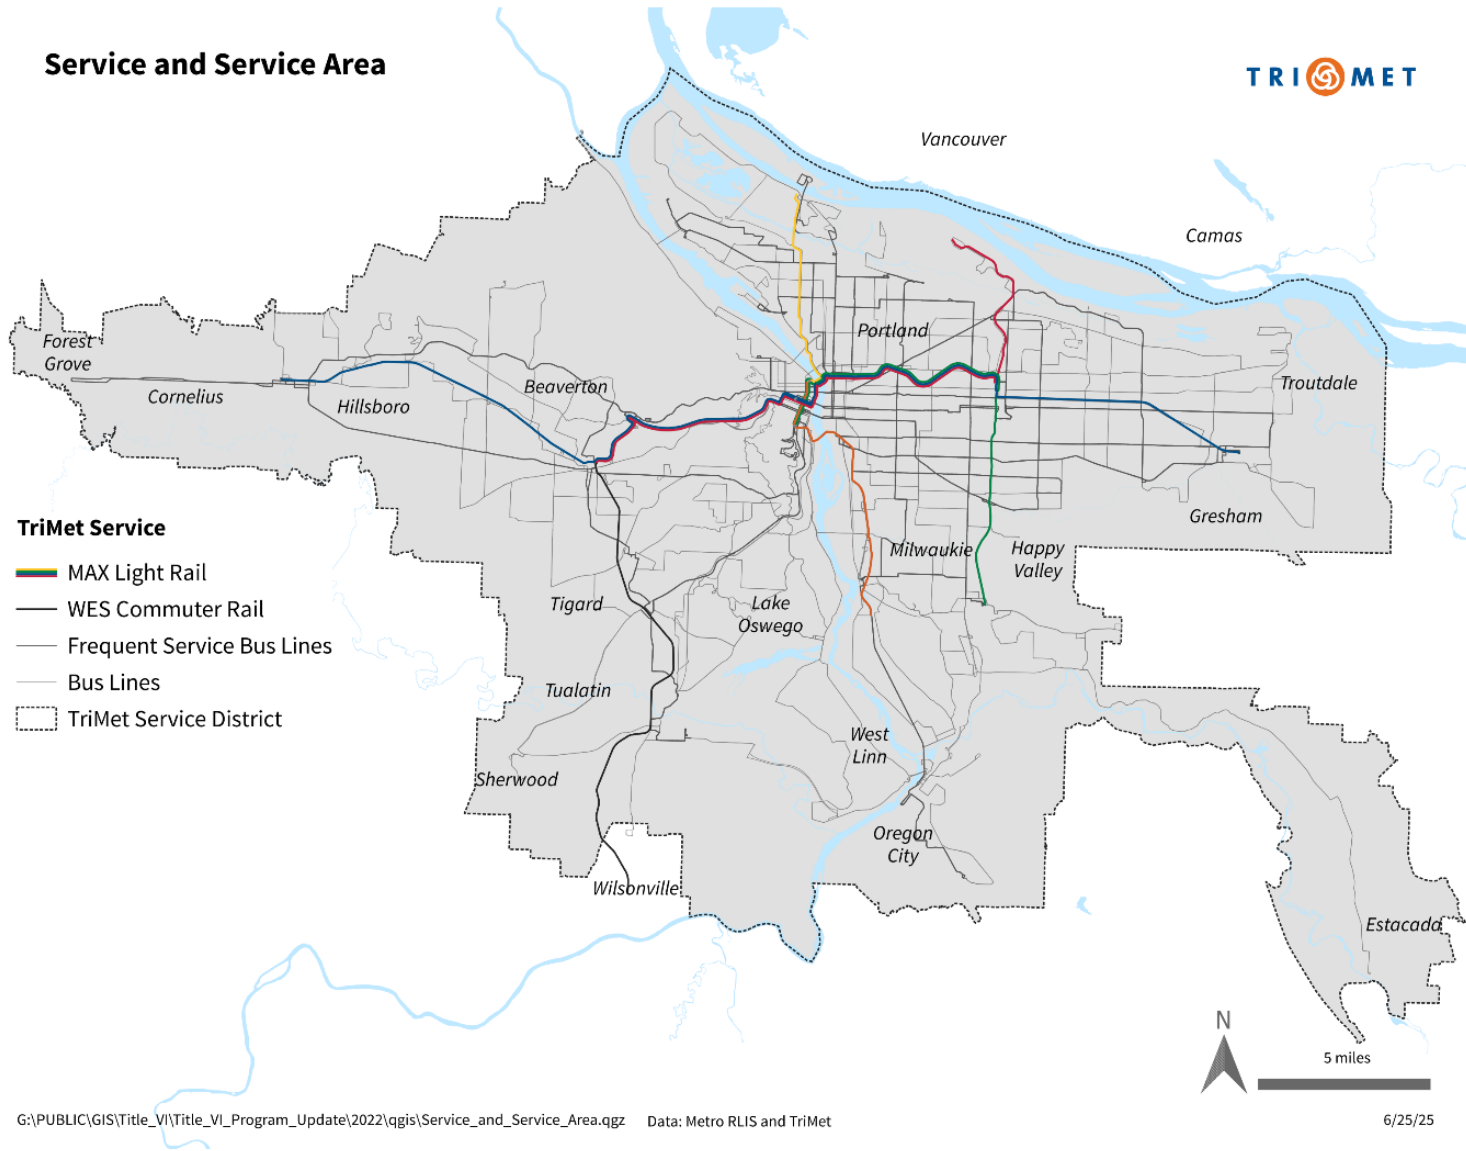 Service and Service Area
TRIMET
Vancouver
Camas
Portland
Forest
Grove
Cornelius
Hillsboro
Beaverton
Troutdale
Gresham
Milwaukie
Happy
Valley
Tigard
Lake
Oswego
Tualatin
West
Linn
Sherwood
Oregon
City
Wilsonville
Estacada
TriMet Service
MAX Light Rail
WES Commuter Rail
Frequent Service Bus Lines
Bus Lines
TriMet Service District
N
5 miles
G:\PUBLIC\GIS\Title_VI\Title_VI_Program_Update\2022\qgis\Service_and_Service_Area.qgz
Data: Metro RLIS and TriMet
6/25/25